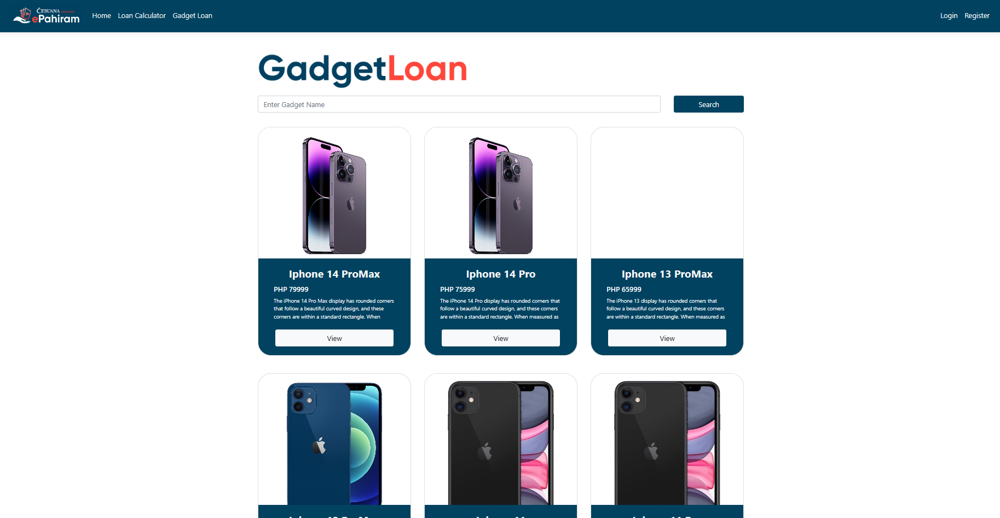 CEBUANA
ePahiram
Home Loan Calculator Gadget Loan
Login Register
GadgetLoan
Enter Gadget Name
Search
Iphone 14 ProMax
PHP 79999
The iPhone 14 Pro Max display has rounded corners
that follow a beautiful curved design, and these
corners are within a standard rectangle. When
View
Iphone 14 Pro
PHP 75999
The iPhone 14 Pro display has rounded corners that
follow a beautiful curved design, and these corners
are within a standard rectangle. When measured as
View
Iphone 13 ProMax
PHP 65999
The iPhone 13 display has rounded corners that
follow a beautiful curved design, and these corners
are within a standard rectangle. When measured as
View